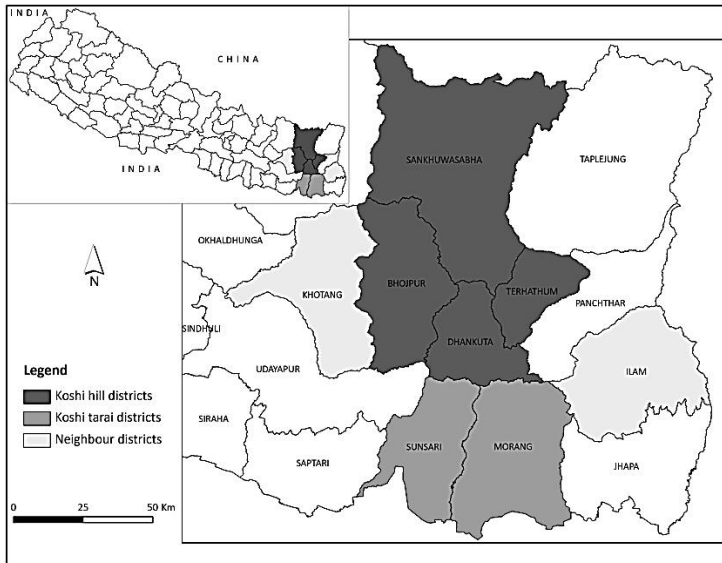 INDIA
CHINA
INDIA
SANKHUWASABHA
TAPLEJUNG
OKHALDHUNGA
KHOTANG
BHOJPUR
TERHATHUM
PANCHTHAR
N
SINDHULI
DHANKUTA
UDAYAPUR
ILAM
Legend
Koshi hill districts
Koshi tarai districts
Neighbour districts
SIRAHA
SUNSARI
MORANG
SAPTARI
JHAPA
0 25 50 Km